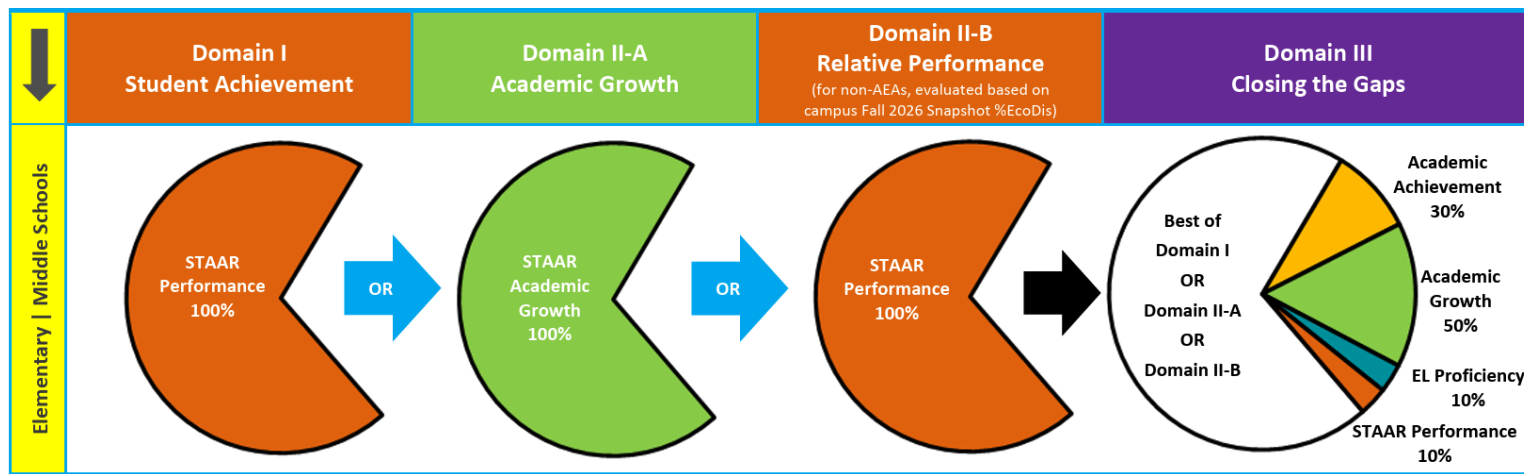 Domain I
Student Achievement
Domain II-A
Academic Growth
Domain II-B
Relative Performance
(for non-AEAs, evaluated based on
campus Fall 2026 Snapshot %EcoDis)
Domain III
Closing the Gaps
Elementary | Middle Schools
STAAR
Performance
100%
OR
STAAR
Academic
Growth
100%
OR
STAAR
Performance
100%
Best of
Domain I
OR
Domain II-A
OR
Domain II-B
Academic
Achievement
30%
Academic
Growth
50%
EL Proficiency
10%
STAAR Performance
10%